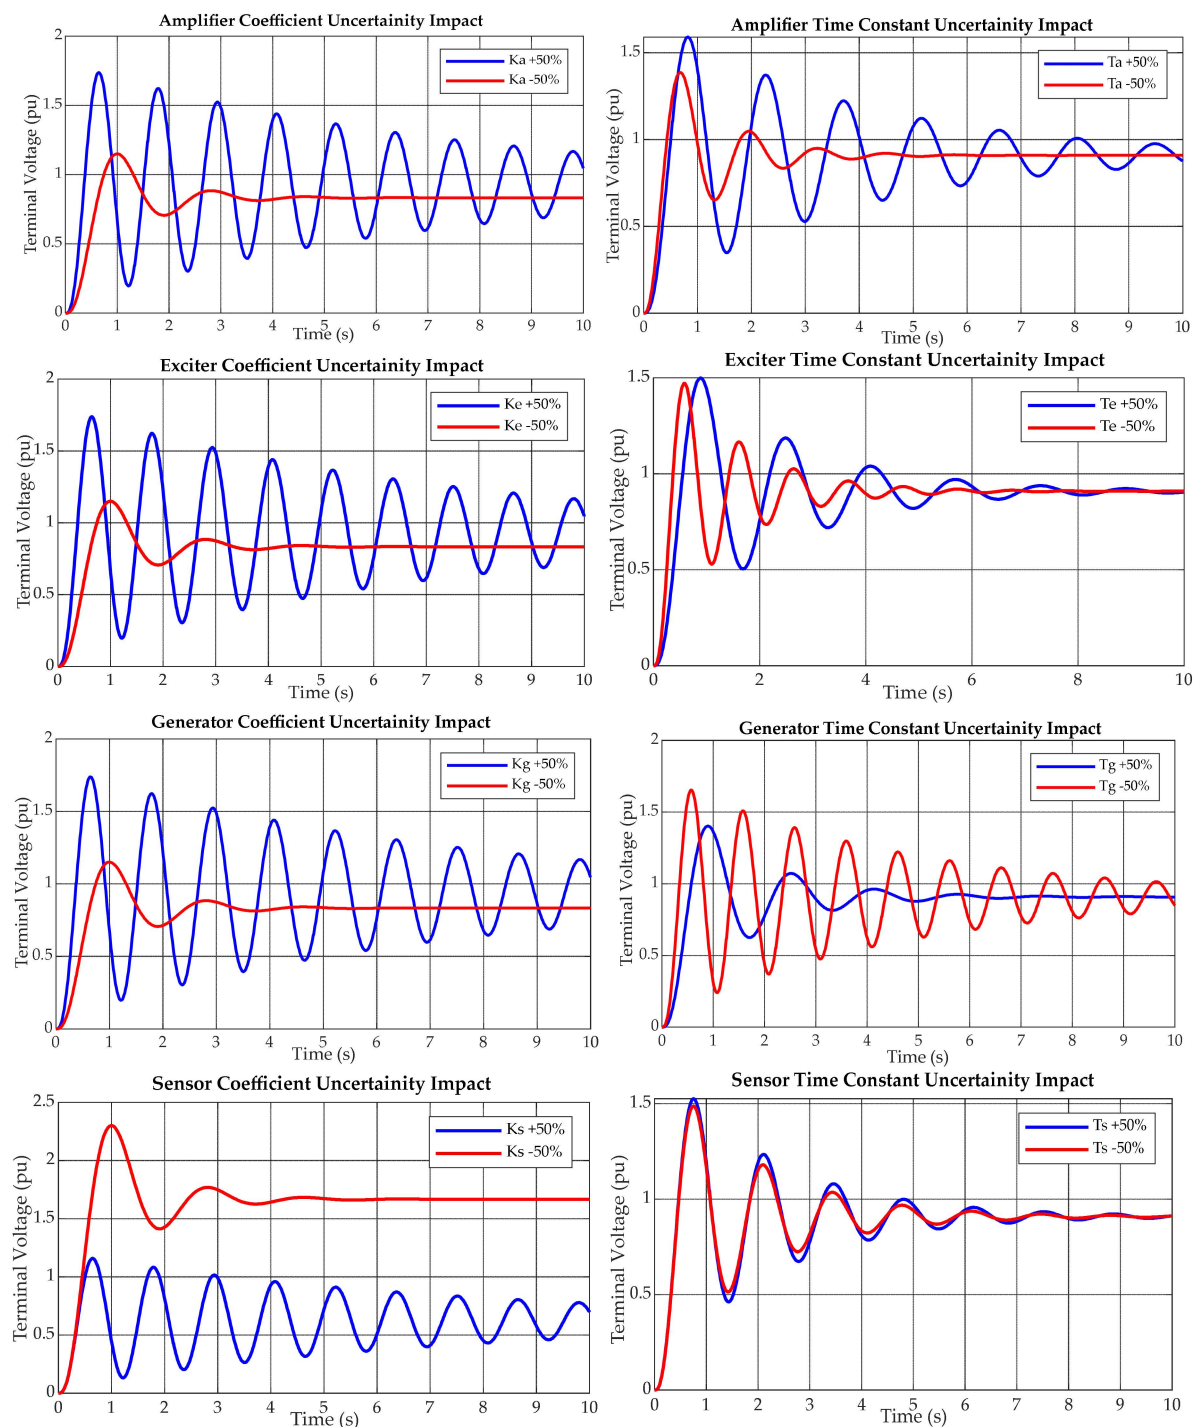 Amplifier Coefficient Uncertainity Impact
Terminal Voltage (pu)
2
1.5
1
0.5
0
Ka +50%
Ka -50%
0 1 2 3 4 5 6 7 8 9 10
Time (s)
Amplifier Time Constant Uncertainity Impact
Terminal Voltage (pu)
1.5
1
0.5
0
Ta +50%
Ta -50%
0 1 2 3 4 5 6 7 8 9 10
Time (s)
Exciter Coefficient Uncertainity Impact
Terminal Voltage (pu)
2
1.5
1
0.5
0
Ke +50%
Ke -50%
0 1 2 3 4 5 6 7 8 9 10
Time (s)
Exciter Time Constant Uncertainity Impact
Terminal Voltage (pu)
1.5
1
0.5
0
Te +50%
Te -50%
0 2 4 6 8 10
Time (s)
Generator Coefficient Uncertainity Impact
Terminal Voltage (pu)
2
1.5
1
0.5
0
Kg +50%
Kg -50%
0 1 2 3 4 5 6 7 8 9 10
Time (s)
Generator Time Constant Uncertainity Impact
Terminal Voltage (pu)
2
1.5
1
0.5
0
Tg +50%
Tg -50%
0 1 2 3 4 5 6 7 8 9 10
Time (s)
Sensor Coefficient Uncertainity Impact
Terminal Voltage (pu)
2.5
2
1.5
1
0.5
0
Ks +50%
Ks -50%
0 1 2 3 4 5 6 7 8 9 10
Time (s)
Sensor Time Constant Uncertainity Impact
Terminal Voltage (pu)
1.5
1
0.5
0
Ts +50%
Ts -50%
0 1 2 3 4 5 6 7 8 9 10
Time (s)